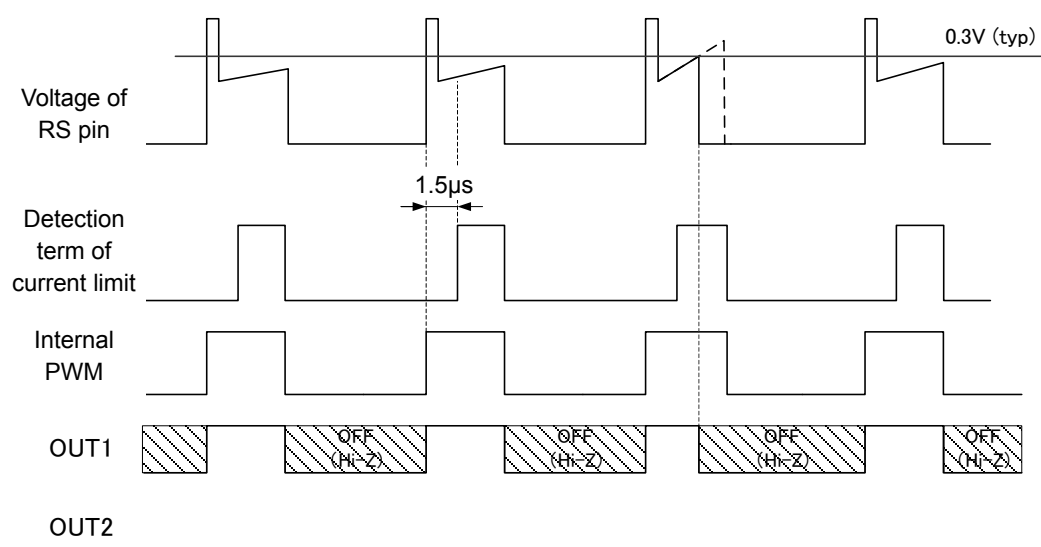 0.3V (typ)
Voltage of
RS pin
1.5μs
Detection
term of
current limit
Internal
PWM
OUT1
OFF
(Hi-Z)
OFF
(Hi-Z)
OFF
(Hi-Z)
OFF
(Hi-Z)
OUT2